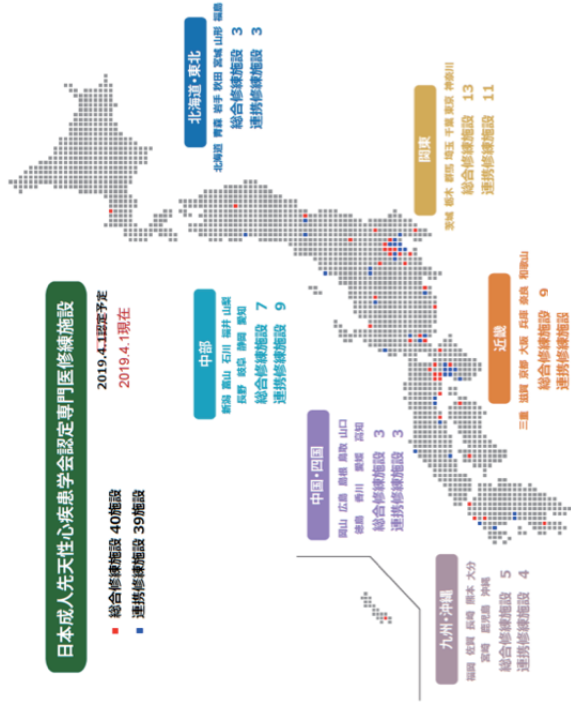 日本成人先天性心疾患学会認定専門医修練施設
2019.4.1認定予定
2019.4.1現在
総合修練施設 40施設
連携修練施設 39施設
北海道・東北
北海道 青森 岩手 秋田 宮城 山形 福島
総合修練施設 3
連携修練施設 3
中部
新潟 富山 石川 福井 山梨
長野 岐阜 静岡 愛知
総合修練施設 7
連携修練施設 9
関東
茨城 栃木 群馬 埼玉 千葉 東京 神奈川
総合修練施設 13
連携修練施設 11
中国・四国
岡山 広島 島根 鳥取 山口
徳島 香川 愛媛 高知
総合修練施設 3
連携修練施設 3
近畿
三重 滋賀 京都 大阪 兵庫 奈良 和歌山
総合修練施設 9
連携修練施設
九州・沖縄
福岡 佐賀 長崎 熊本 大分
宮崎 鹿児島 沖縄
総合修練施設 5
連携修練施設 4